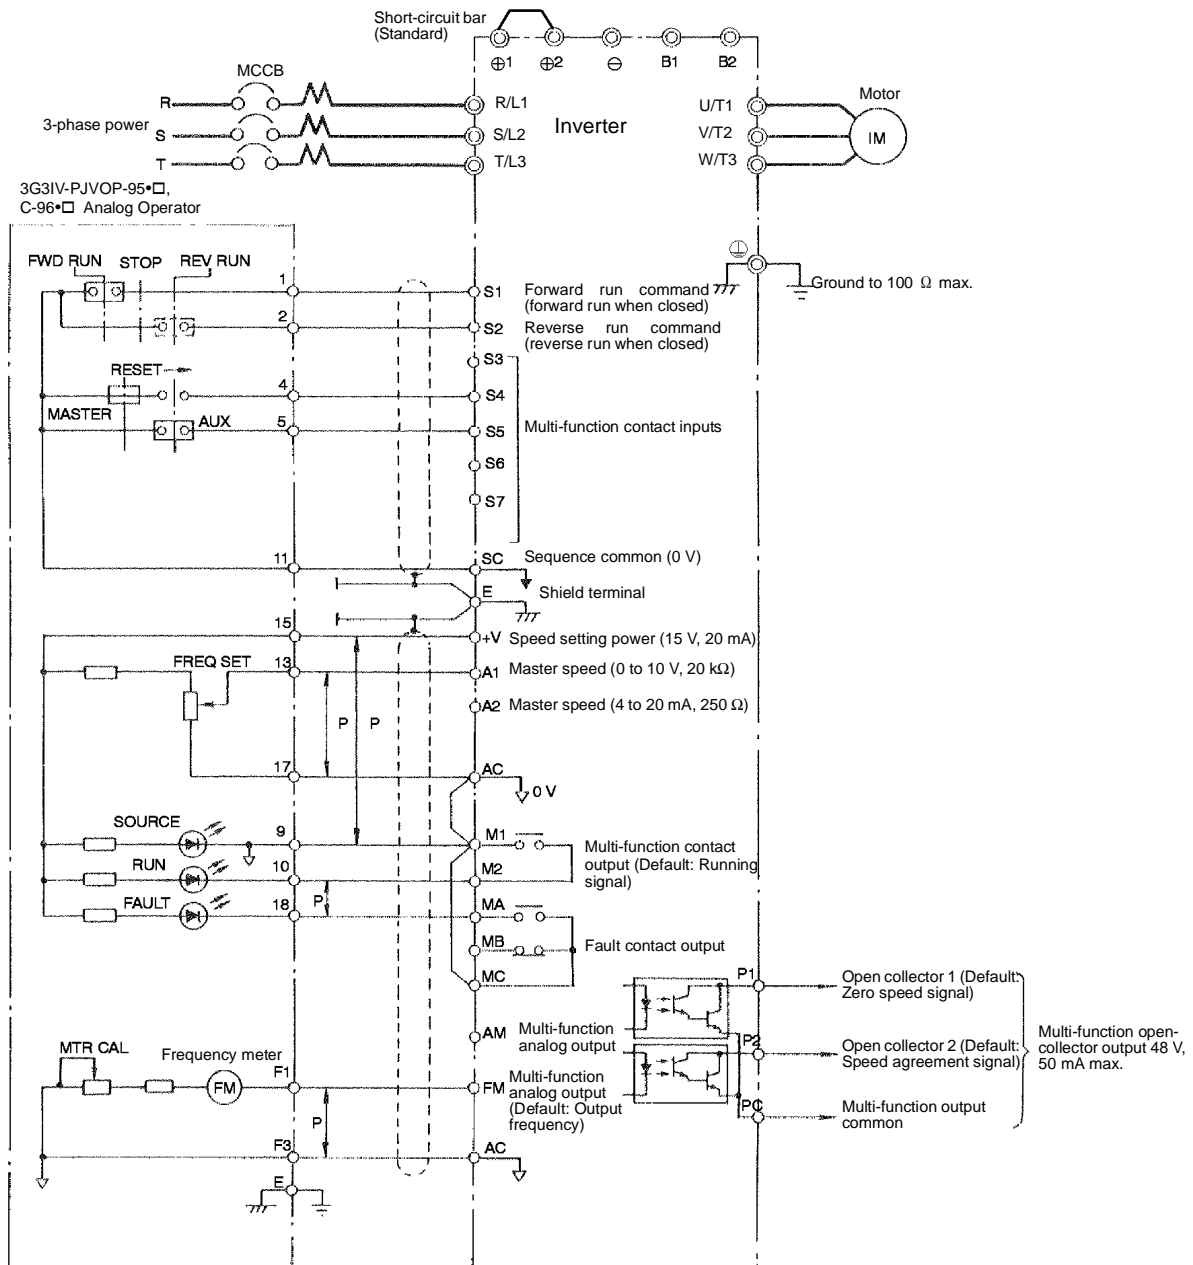 Short-circuit bar
(Standard)
⊕1
⊕2
⊖
B1
B2
MCCB
R
R/L1
U/T1
Motor
3-phase power
S
S/L2
Inverter
V/T2
IM
T
T/L3
W/T3
3G3IV-PJVOP-95•□,
C-96•□ Analog Operator
FWD RUN
STOP
REV RUN
1
S1
Forward run command
(forward run when closed)
Ground to 100 Ω max.
2
S2
Reverse run command
(reverse run when closed)
S3
RESET
4
S4
MASTER
AUX
5
S5
Multi-function contact inputs
S6
S7
11
SC
Sequence common (0 V)
E
Shield terminal
15
+V
Speed setting power (15 V, 20 mA)
FREQ SET
13
A1
Master speed (0 to 10 V, 20 kΩ)
P
P
A2
Master speed (4 to 20 mA, 250 Ω)
17
AC
0 V
SOURCE
9
M1
Multi-function contact
output (Default: Running
signal)
RUN
10
M2
FAULT
18
P
MA
MB
Fault contact output
MC
P1
Open collector 1 (Default:
Zero speed signal)
AM
Multi-function
analog output
P2
Open collector 2 (Default:
Speed agreement signal)
Multi-function open-
collector output 48 V,
50 mA max.
MTR CAL
Frequency meter
FM
F1
FM
Multi-function
analog output
(Default: Output
frequency)
PC
Multi-function output
common
P
F3
AC
E